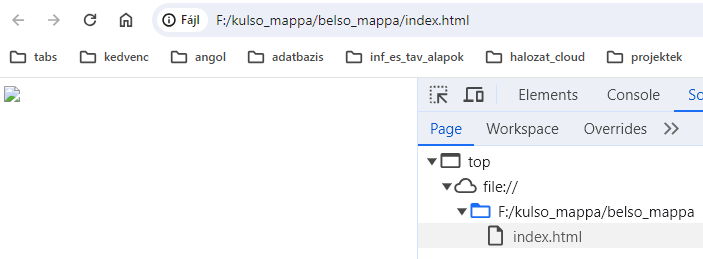 Fájl F:/kulso_mappa/belso_mappa/index.html
tabs kedvenc angol adatbazis inf_es_tav_alapok halozat_cloud projektek
Elements Console So
Page Workspace Overrides
top
file://
F:/kulso_mappa/belso_mappa
index.html